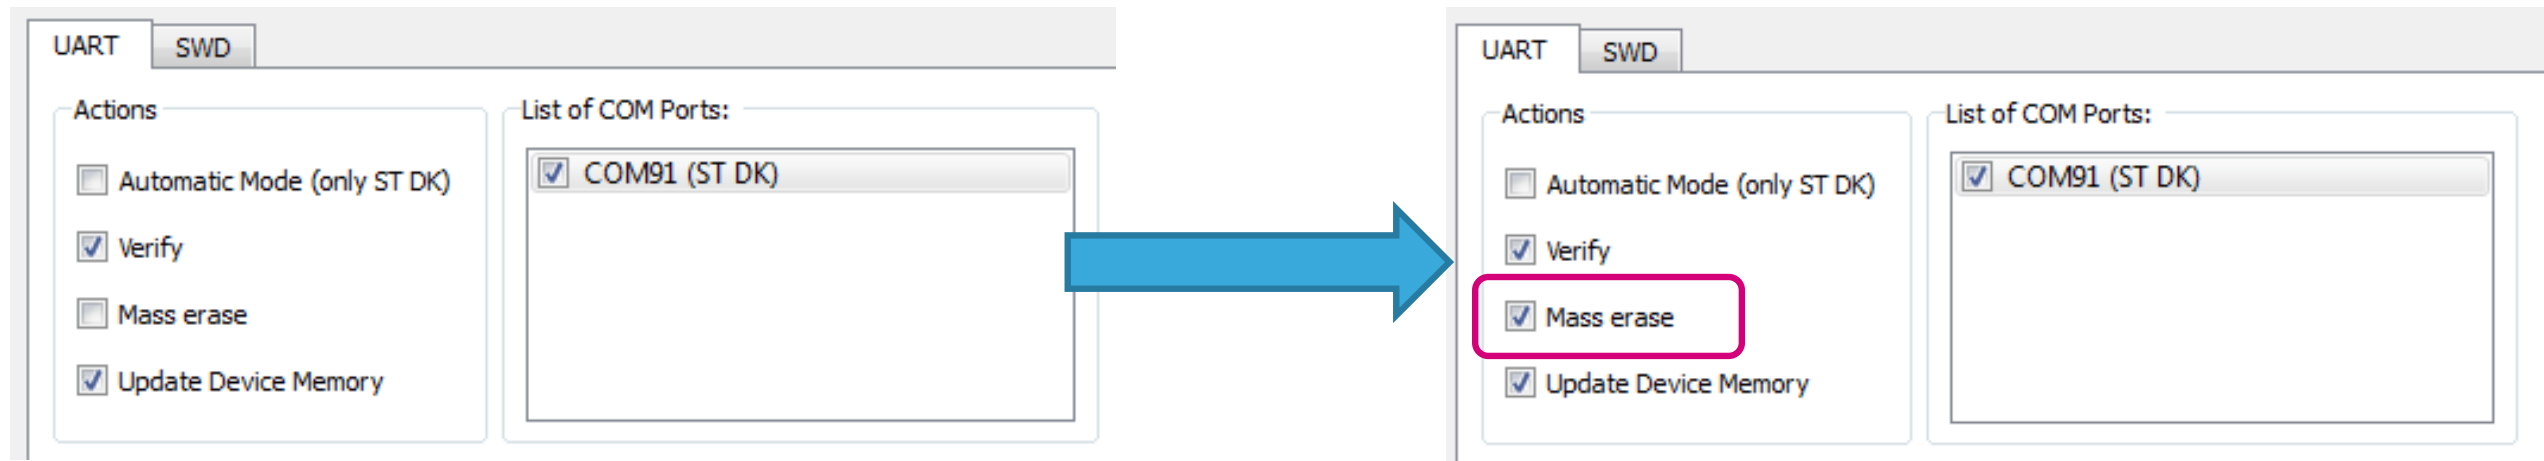 UART SWD
Actions
Automatic Mode (only ST DK)
Verify
Mass erase
Update Device Memory
List of COM Ports:
COM91 (ST DK)
UART SWD
Actions
Automatic Mode (only ST DK)
Verify
Mass erase
Update Device Memory
List of COM Ports:
COM91 (ST DK)